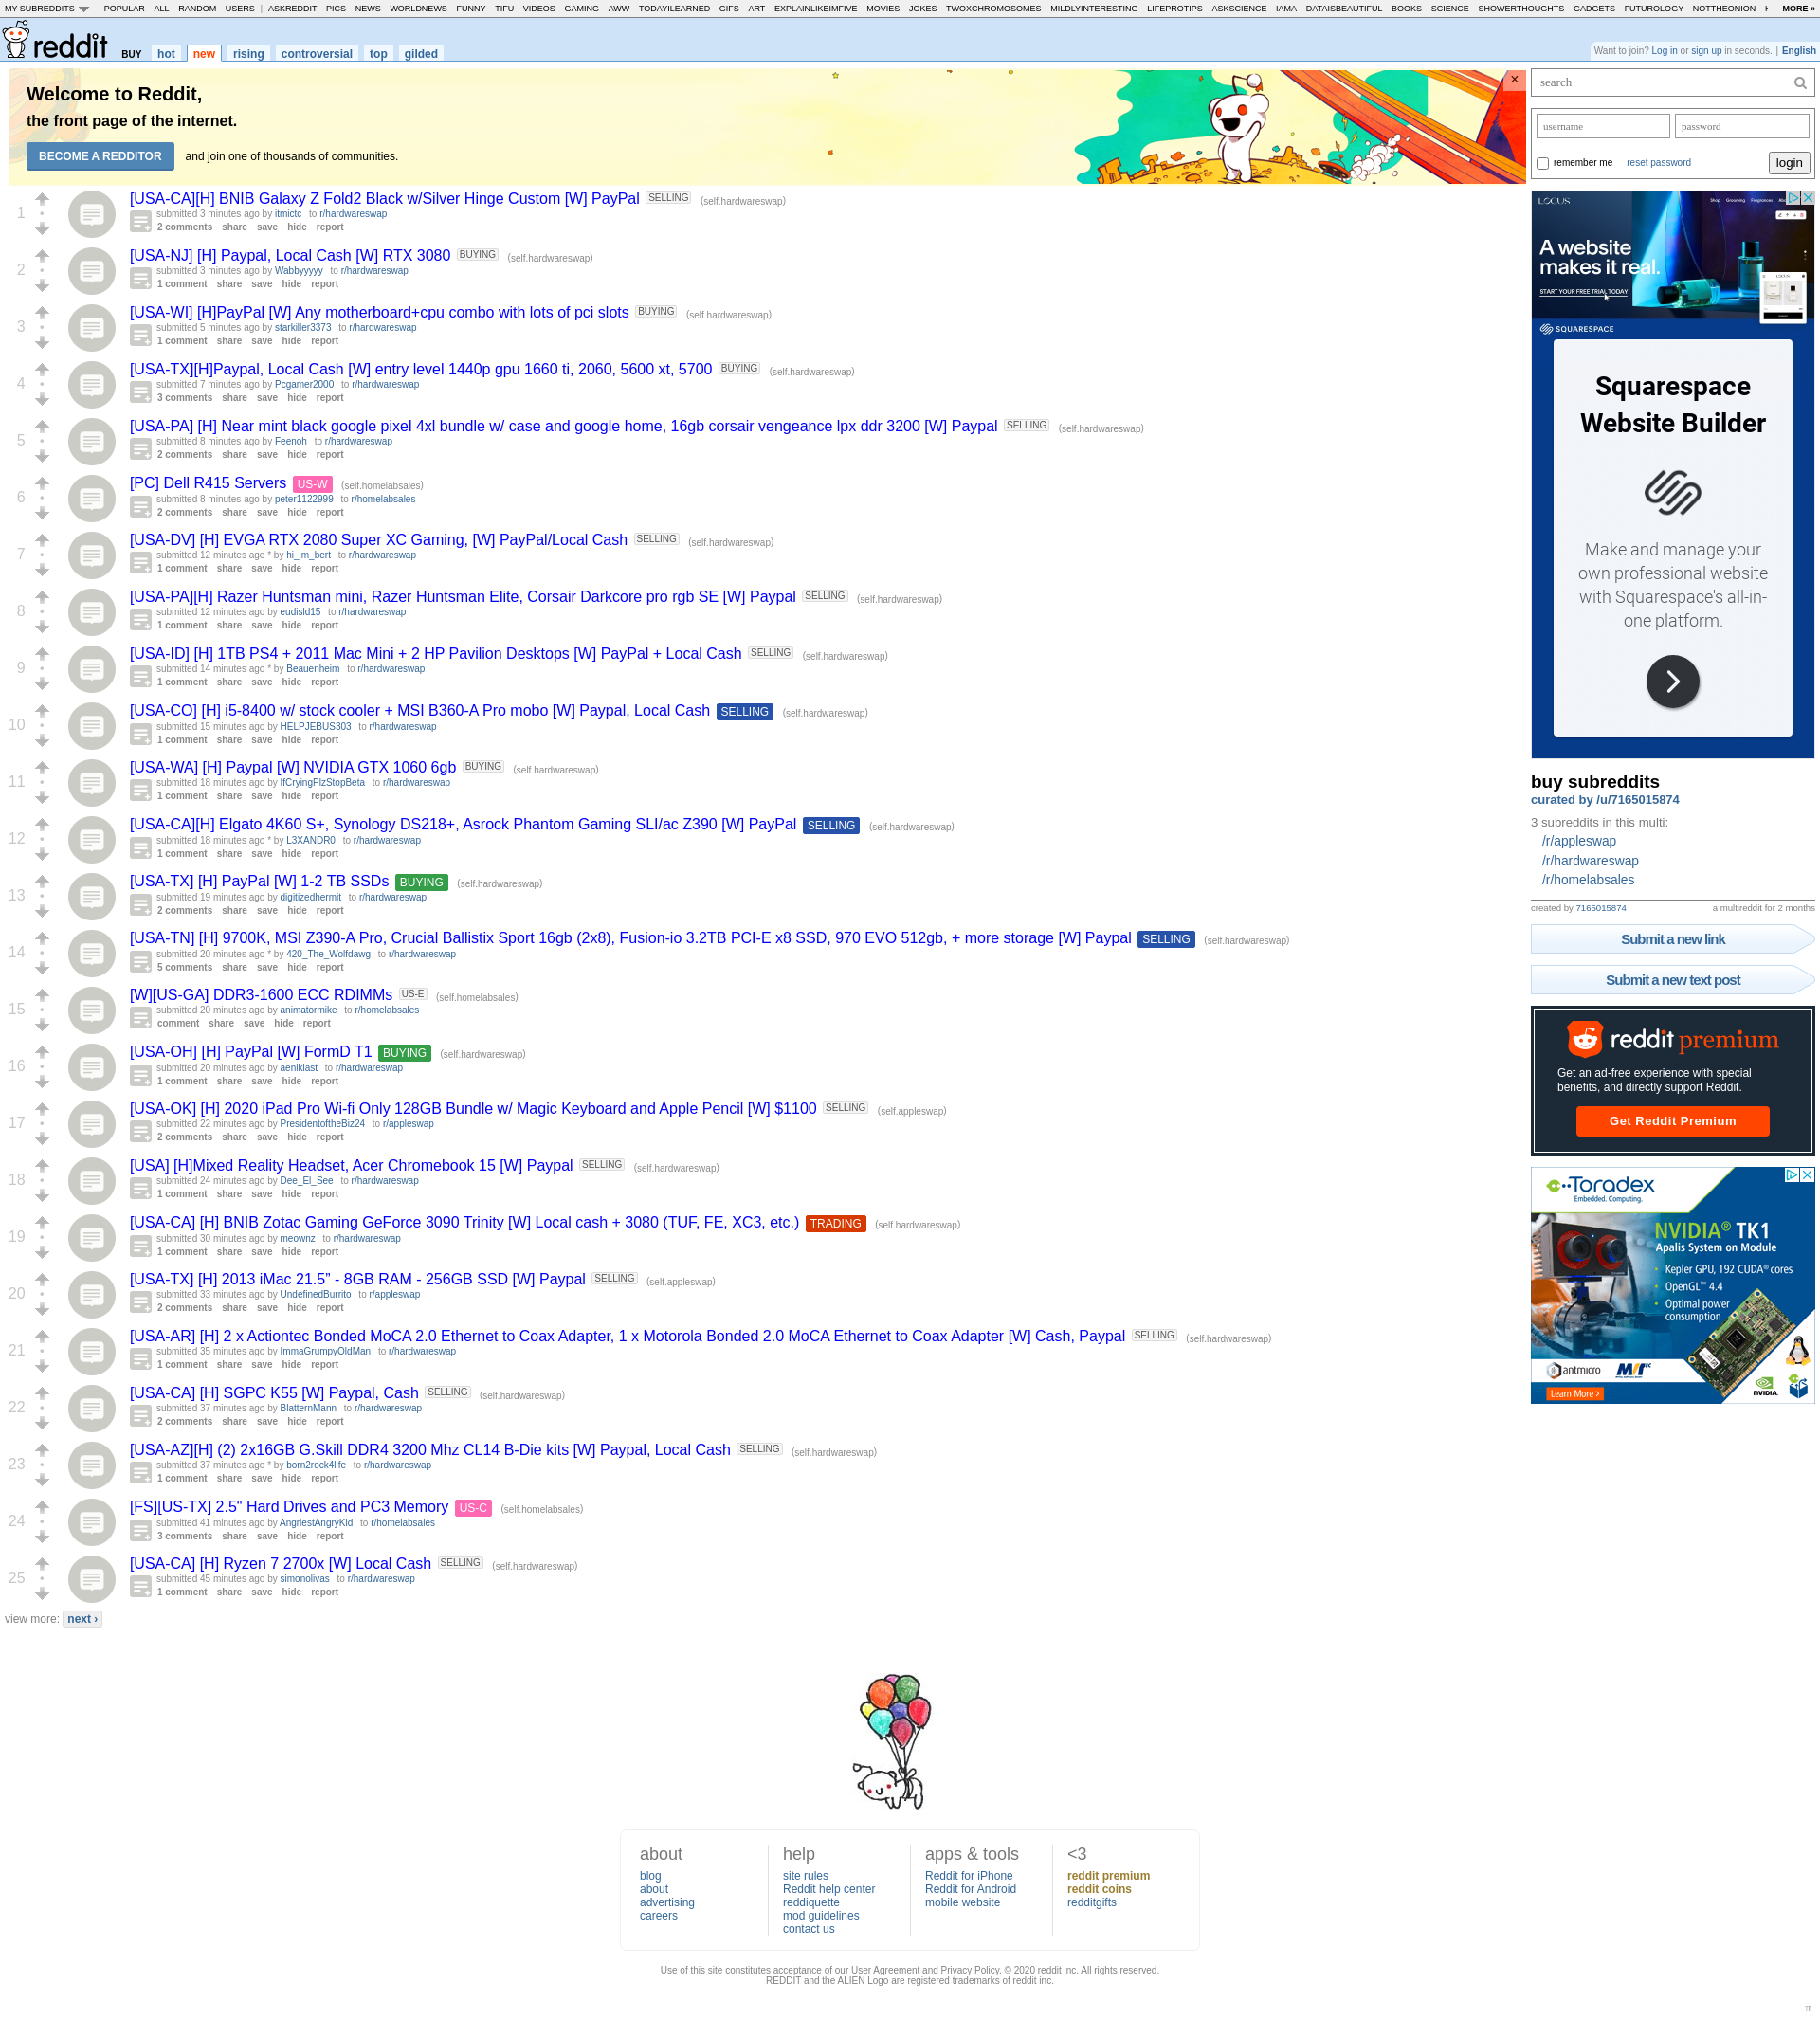 MY SUBREDDITS POPULAR - ALL - RANDOM - USERS | ASKREDDIT - PICS - NEWS - WORLDNEWS - FUNNY - TIFU - VIDEOS - GAMING - AWW - TODAYILEARNED - GIFS - ART - EXPLAINLIKEIMFIVE - MOVIES - JOKES - TWOXCHROMOSOMES - MILDLYINTERESTING - LIFEPROTIPS - ASKSCIENCE - IAMA - DATAISBEAUTIFUL - BOOKS - SCIENCE - SHOWERTHOUGHTS - GADGETS - FUTUROLOGY - NOTTHEONION - MORE »
reddit BUY hot new rising controversial top gilded
Want to join? Log in or sign up in seconds. | English
Welcome to Reddit,
the front page of the internet.
BECOME A REDDITOR and join one of thousands of communities.
×
1
[USA-CA][H] BNIB Galaxy Z Fold2 Black w/Silver Hinge Custom [W] PayPal SELLING (self.hardwareswap)
submitted 3 minutes ago by itmictc to r/hardwareswap
2 comments share save hide report
2
[USA-NJ] [H] Paypal, Local Cash [W] RTX 3080 BUYING (self.hardwareswap)
submitted 3 minutes ago by Wabbyyyyy to r/hardwareswap
1 comment share save hide report
3
[USA-WI] [H]PayPal [W] Any motherboard+cpu combo with lots of pci slots BUYING (self.hardwareswap)
submitted 5 minutes ago by starkiller3373 to r/hardwareswap
1 comment share save hide report
4
[USA-TX][H]Paypal, Local Cash [W] entry level 1440p gpu 1660 ti, 2060, 5600 xt, 5700 BUYING (self.hardwareswap)
submitted 7 minutes ago by Pcgamer2000 to r/hardwareswap
3 comments share save hide report
5
[USA-PA] [H] Near mint black google pixel 4xl bundle w/ case and google home, 16gb corsair vengeance lpx ddr 3200 [W] Paypal SELLING (self.hardwareswap)
submitted 8 minutes ago by Feenoh to r/hardwareswap
2 comments share save hide report
6
[PC] Dell R415 Servers US-W (self.homelabsales)
submitted 8 minutes ago by peter1122999 to r/homelabsales
2 comments share save hide report
7
[USA-DV] [H] EVGA RTX 2080 Super XC Gaming, [W] PayPal/Local Cash SELLING (self.hardwareswap)
submitted 12 minutes ago * by hi_im_bert to r/hardwareswap
1 comment share save hide report
8
[USA-PA][H] Razer Huntsman mini, Razer Huntsman Elite, Corsair Darkcore pro rgb SE [W] Paypal SELLING (self.hardwareswap)
submitted 12 minutes ago by eudisld15 to r/hardwareswap
1 comment share save hide report
9
[USA-ID] [H] 1TB PS4 + 2011 Mac Mini + 2 HP Pavilion Desktops [W] PayPal + Local Cash SELLING (self.hardwareswap)
submitted 14 minutes ago * by Beauenheim to r/hardwareswap
1 comment share save hide report
10
[USA-CO] [H] i5-8400 w/ stock cooler + MSI B360-A Pro mobo [W] Paypal, Local Cash SELLING (self.hardwareswap)
submitted 15 minutes ago by HELPJEBUS303 to r/hardwareswap
1 comment share save hide report
11
[USA-WA] [H] Paypal [W] NVIDIA GTX 1060 6gb BUYING (self.hardwareswap)
submitted 18 minutes ago by IfCryingPlzStopBeta to r/hardwareswap
1 comment share save hide report
12
[USA-CA][H] Elgato 4K60 S+, Synology DS218+, Asrock Phantom Gaming SLI/ac Z390 [W] PayPal SELLING (self.hardwareswap)
submitted 18 minutes ago * by L3XANDR0 to r/hardwareswap
1 comment share save hide report
13
[USA-TX] [H] PayPal [W] 1-2 TB SSDs BUYING (self.hardwareswap)
submitted 19 minutes ago by digitizedhermit to r/hardwareswap
2 comments share save hide report
14
[USA-TN] [H] 9700K, MSI Z390-A Pro, Crucial Ballistix Sport 16gb (2x8), Fusion-io 3.2TB PCI-E x8 SSD, 970 EVO 512gb, + more storage [W] Paypal SELLING (self.hardwareswap)
submitted 20 minutes ago * by 420_The_Wolfdawg to r/hardwareswap
5 comments share save hide report
15
[W][US-GA] DDR3-1600 ECC RDIMMs US-E (self.homelabsales)
submitted 20 minutes ago by animatormike to r/homelabsales
comment share save hide report
16
[USA-OH] [H] PayPal [W] FormD T1 BUYING (self.hardwareswap)
submitted 20 minutes ago by aeniklast to r/hardwareswap
1 comment share save hide report
17
[USA-OK] [H] 2020 iPad Pro Wi-fi Only 128GB Bundle w/ Magic Keyboard and Apple Pencil [W] $1100 SELLING (self.appleswap)
submitted 22 minutes ago by PresidentoftheBiz24 to r/appleswap
2 comments share save hide report
18
[USA] [H]Mixed Reality Headset, Acer Chromebook 15 [W] Paypal SELLING (self.hardwareswap)
submitted 24 minutes ago by Dee_El_See to r/hardwareswap
1 comment share save hide report
19
[USA-CA] [H] BNIB Zotac Gaming GeForce 3090 Trinity [W] Local cash + 3080 (TUF, FE, XC3, etc.) TRADING (self.hardwareswap)
submitted 30 minutes ago by meownz to r/hardwareswap
1 comment share save hide report
20
[USA-TX] [H] 2013 iMac 21.5” - 8GB RAM - 256GB SSD [W] Paypal SELLING (self.appleswap)
submitted 33 minutes ago by UndefinedBurrito to r/appleswap
2 comments share save hide report
21
[USA-AR] [H] 2 x Actiontec Bonded MoCA 2.0 Ethernet to Coax Adapter, 1 x Motorola Bonded 2.0 MoCA Ethernet to Coax Adapter [W] Cash, Paypal SELLING (self.hardwareswap)
submitted 35 minutes ago by ImmaGrumpyOldMan to r/hardwareswap
1 comment share save hide report
22
[USA-CA] [H] SGPC K55 [W] Paypal, Cash SELLING (self.hardwareswap)
submitted 37 minutes ago by BlatternMann to r/hardwareswap
2 comments share save hide report
23
[USA-AZ][H] (2) 2x16GB G.Skill DDR4 3200 Mhz CL14 B-Die kits [W] Paypal, Local Cash SELLING (self.hardwareswap)
submitted 37 minutes ago * by born2rock4life to r/hardwareswap
1 comment share save hide report
24
[FS][US-TX] 2.5" Hard Drives and PC3 Memory US-C (self.homelabsales)
submitted 41 minutes ago by AngriestAngryKid to r/homelabsales
3 comments share save hide report
25
[USA-CA] [H] Ryzen 7 2700x [W] Local Cash SELLING (self.hardwareswap)
submitted 45 minutes ago by simonolivas to r/hardwareswap
1 comment share save hide report
view more: next ›
search
username password
remember me reset password login
LOCUS
A website
makes it real.
START YOUR FREE TRIAL TODAY
SQUARESPACE
Squarespace
Website Builder
Make and manage your
own professional website
with Squarespace's all-in-
one platform.
buy subreddits
curated by /u/7165015874
3 subreddits in this multi:
/r/appleswap
/r/hardwareswap
/r/homelabsales
created by 7165015874 a multireddit for 2 months
Submit a new link
Submit a new text post
reddit premium
Get an ad-free experience with special
benefits, and directly support Reddit.
Get Reddit Premium
Toradex
Embedded. Computing.
NVIDIA® TK1
Apalis System on Module
• Kepler GPU, 192 CUDA® cores
• OpenGL™ 4.4
• Optimal power
consumption
antmicro
NVIDIA.
Learn More >
about
blog
about
advertising
careers
help
site rules
Reddit help center
reddiquette
mod guidelines
contact us
apps & tools
Reddit for iPhone
Reddit for Android
mobile website
<3
reddit premium
reddit coins
redditgifts
Use of this site constitutes acceptance of our User Agreement and Privacy Policy. © 2020 reddit inc. All rights reserved.
REDDIT and the ALIEN Logo are registered trademarks of reddit inc.
π